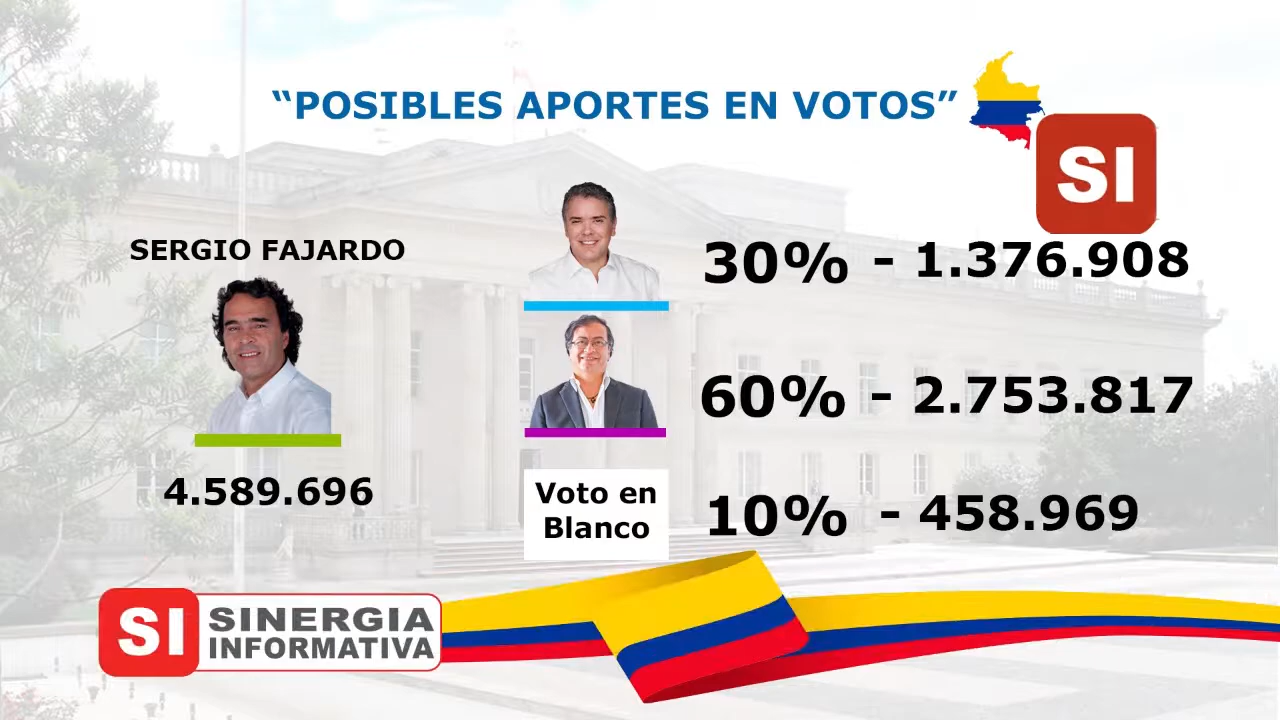 “POSIBLES APORTES EN VOTOS”
SI
SERGIO FAJARDO
4.589.696
30% - 1.376.908
60% - 2.753.817
Voto en
Blanco
10% - 458.969
SI SINERGIA
INFORMATIVA